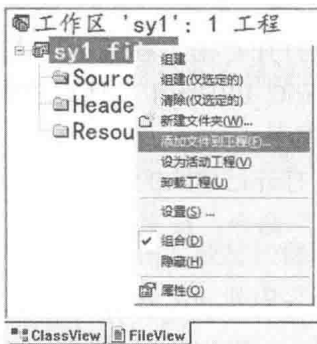 工作区 'sy1': 1 工程
sy1 fi
Sourc
Heade
Resou
组建
组建(仅选定的)
清除(仅选定的)
新建文件夹(W)...
添加文件到工程(F)...
设为活动工程(V)
卸载工程(U)
设置(S) ...
组合(D)
隐藏(H)
属性(O)
ClassView
FileView